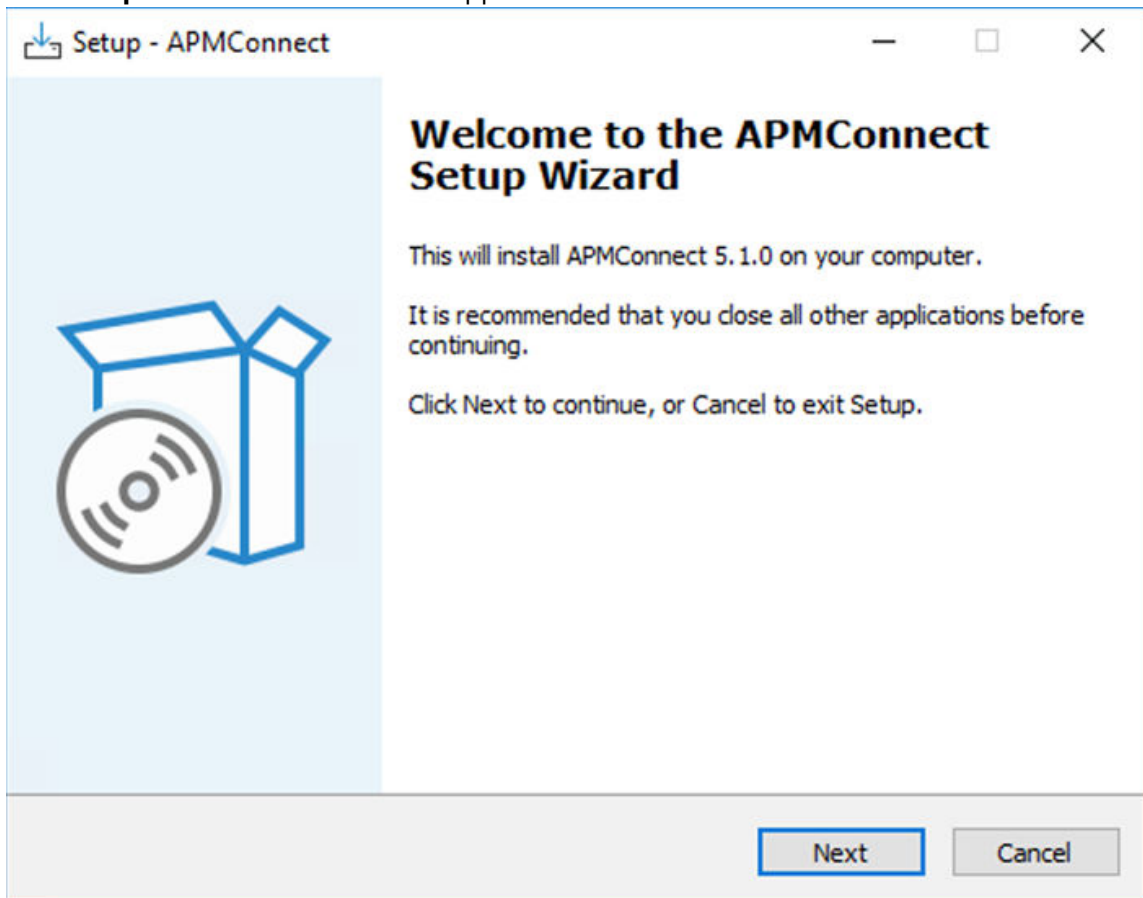 Setup - APMConnect
Welcome to the APMConnect
Setup Wizard
This will install APMConnect 5.1.0 on your computer.
It is recommended that you close all other applications before
continuing.
Click Next to continue, or Cancel to exit Setup.
Next
Cancel